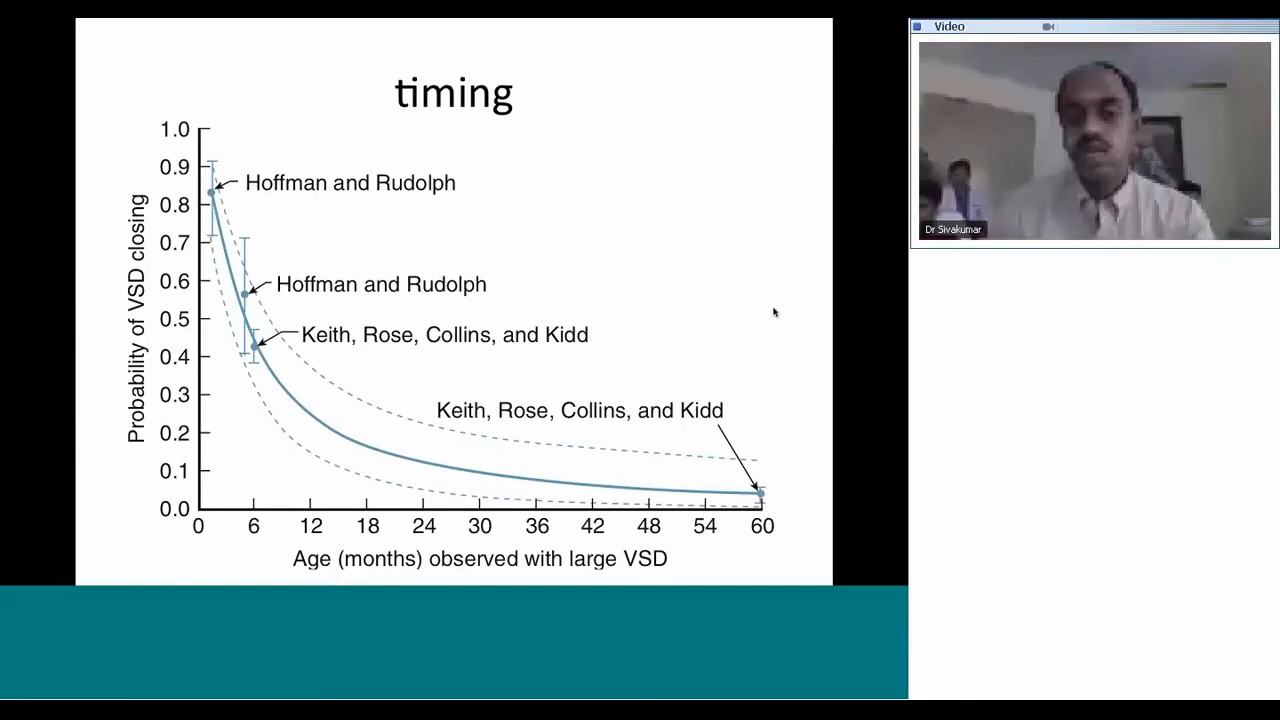 timing
1.0
0.9
Hoffman and Rudolph
0.8
0.7
0.6
Hoffman and Rudolph
0.5
Keith, Rose, Collins, and Kidd
0.4
0.3
Keith, Rose, Collins, and Kidd
0.2
0.1
0.0
Probability of VSD closing
0 6 12 18 24 30 36 42 48 54 60
Age (months) observed with large VSD
Video
Dr Sivakumar